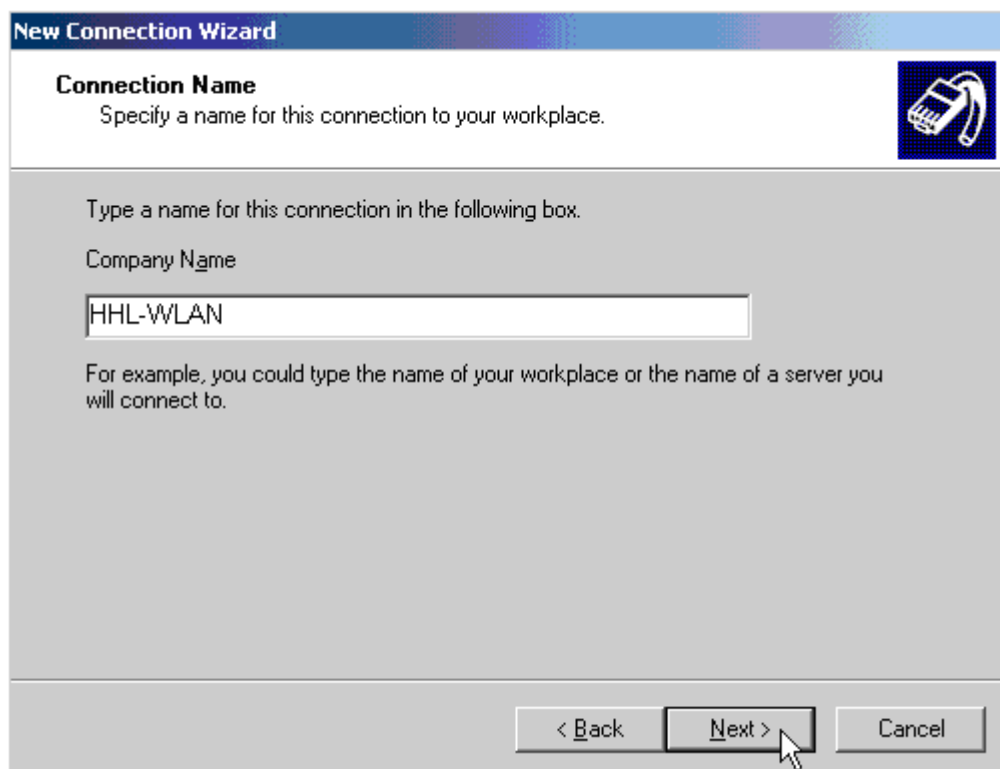 New Connection Wizard
Connection Name
Specify a name for this connection to your workplace.
Type a name for this connection in the following box.
Company Name
HHL-WLAN
For example, you could type the name of your workplace or the name of a server you
will connect to.
< Back Next > Cancel